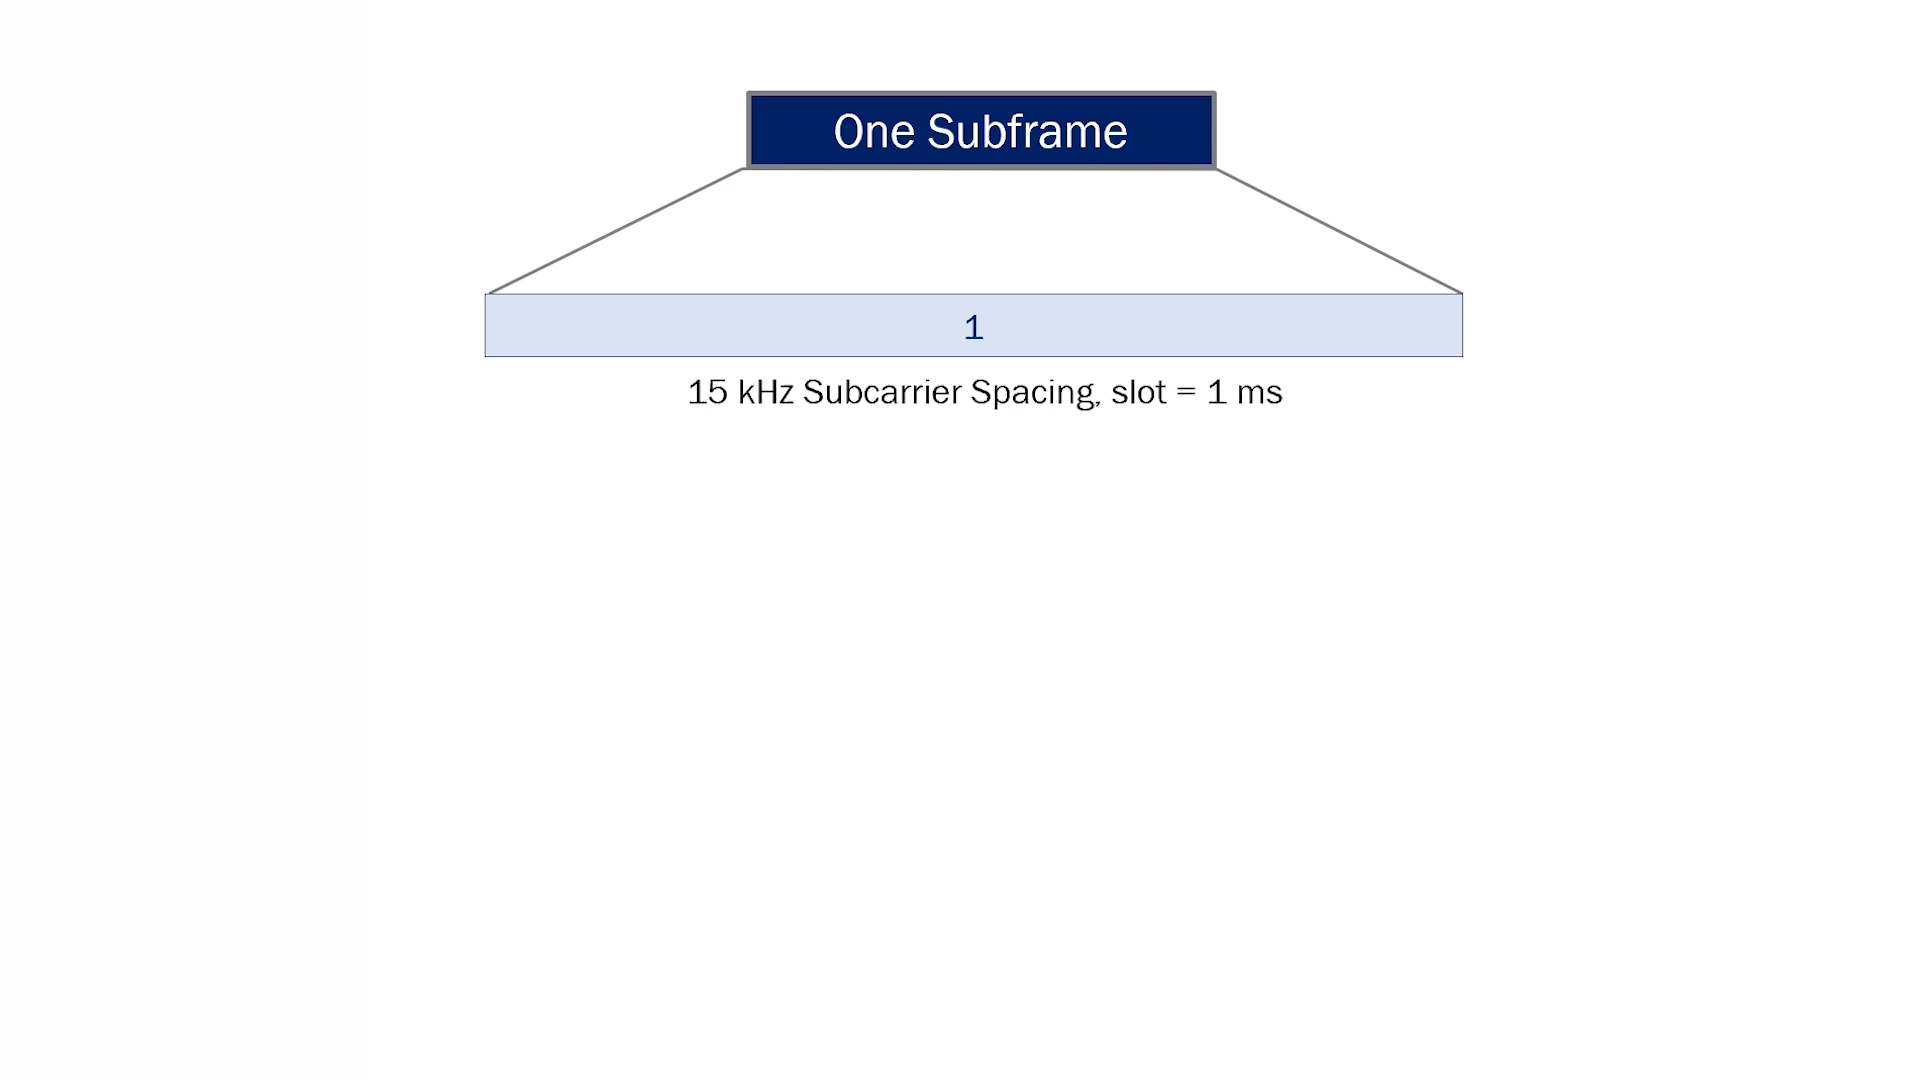 One Subframe
1
15 kHz Subcarrier Spacing, slot = 1 ms